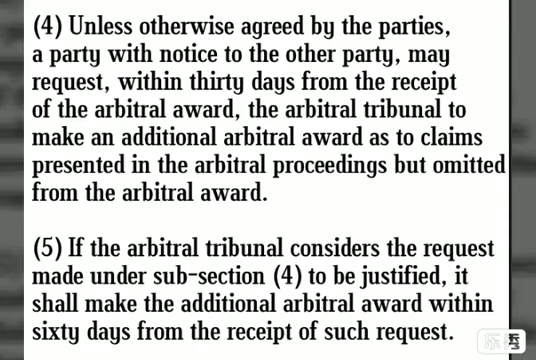 (4) Unless otherwise agreed by the parties,
a party with notice to the other party, may
request, within thirty days from the receipt
of the arbitral award, the arbitral tribunal to
make an additional arbitral award as to claims
presented in the arbitral proceedings but omitted
from the arbitral award.
(5) If the arbitral tribunal considers the request
made under sub-section (4) to be justified, it
shall make the additional arbitral award within
sixty days from the receipt of such request.